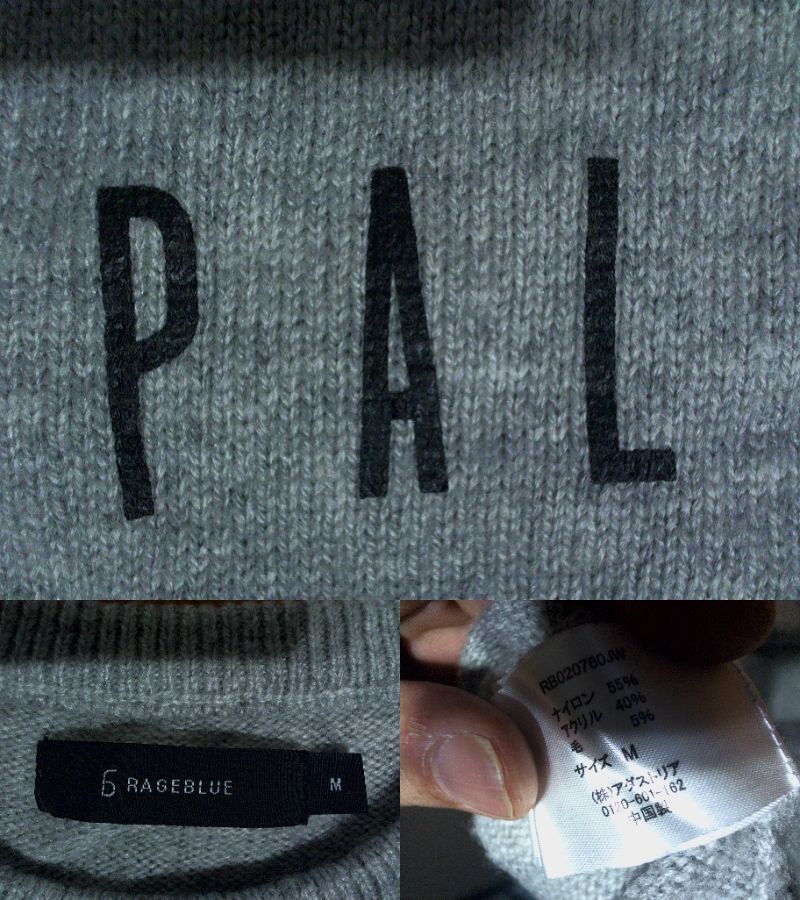 PAL
6 RAGEBLUE M
RB020780JW
ナイロン 55%
アクリル 40%
毛 5%
サイズ M
(株)アダストリア
0120-601-162
中国製